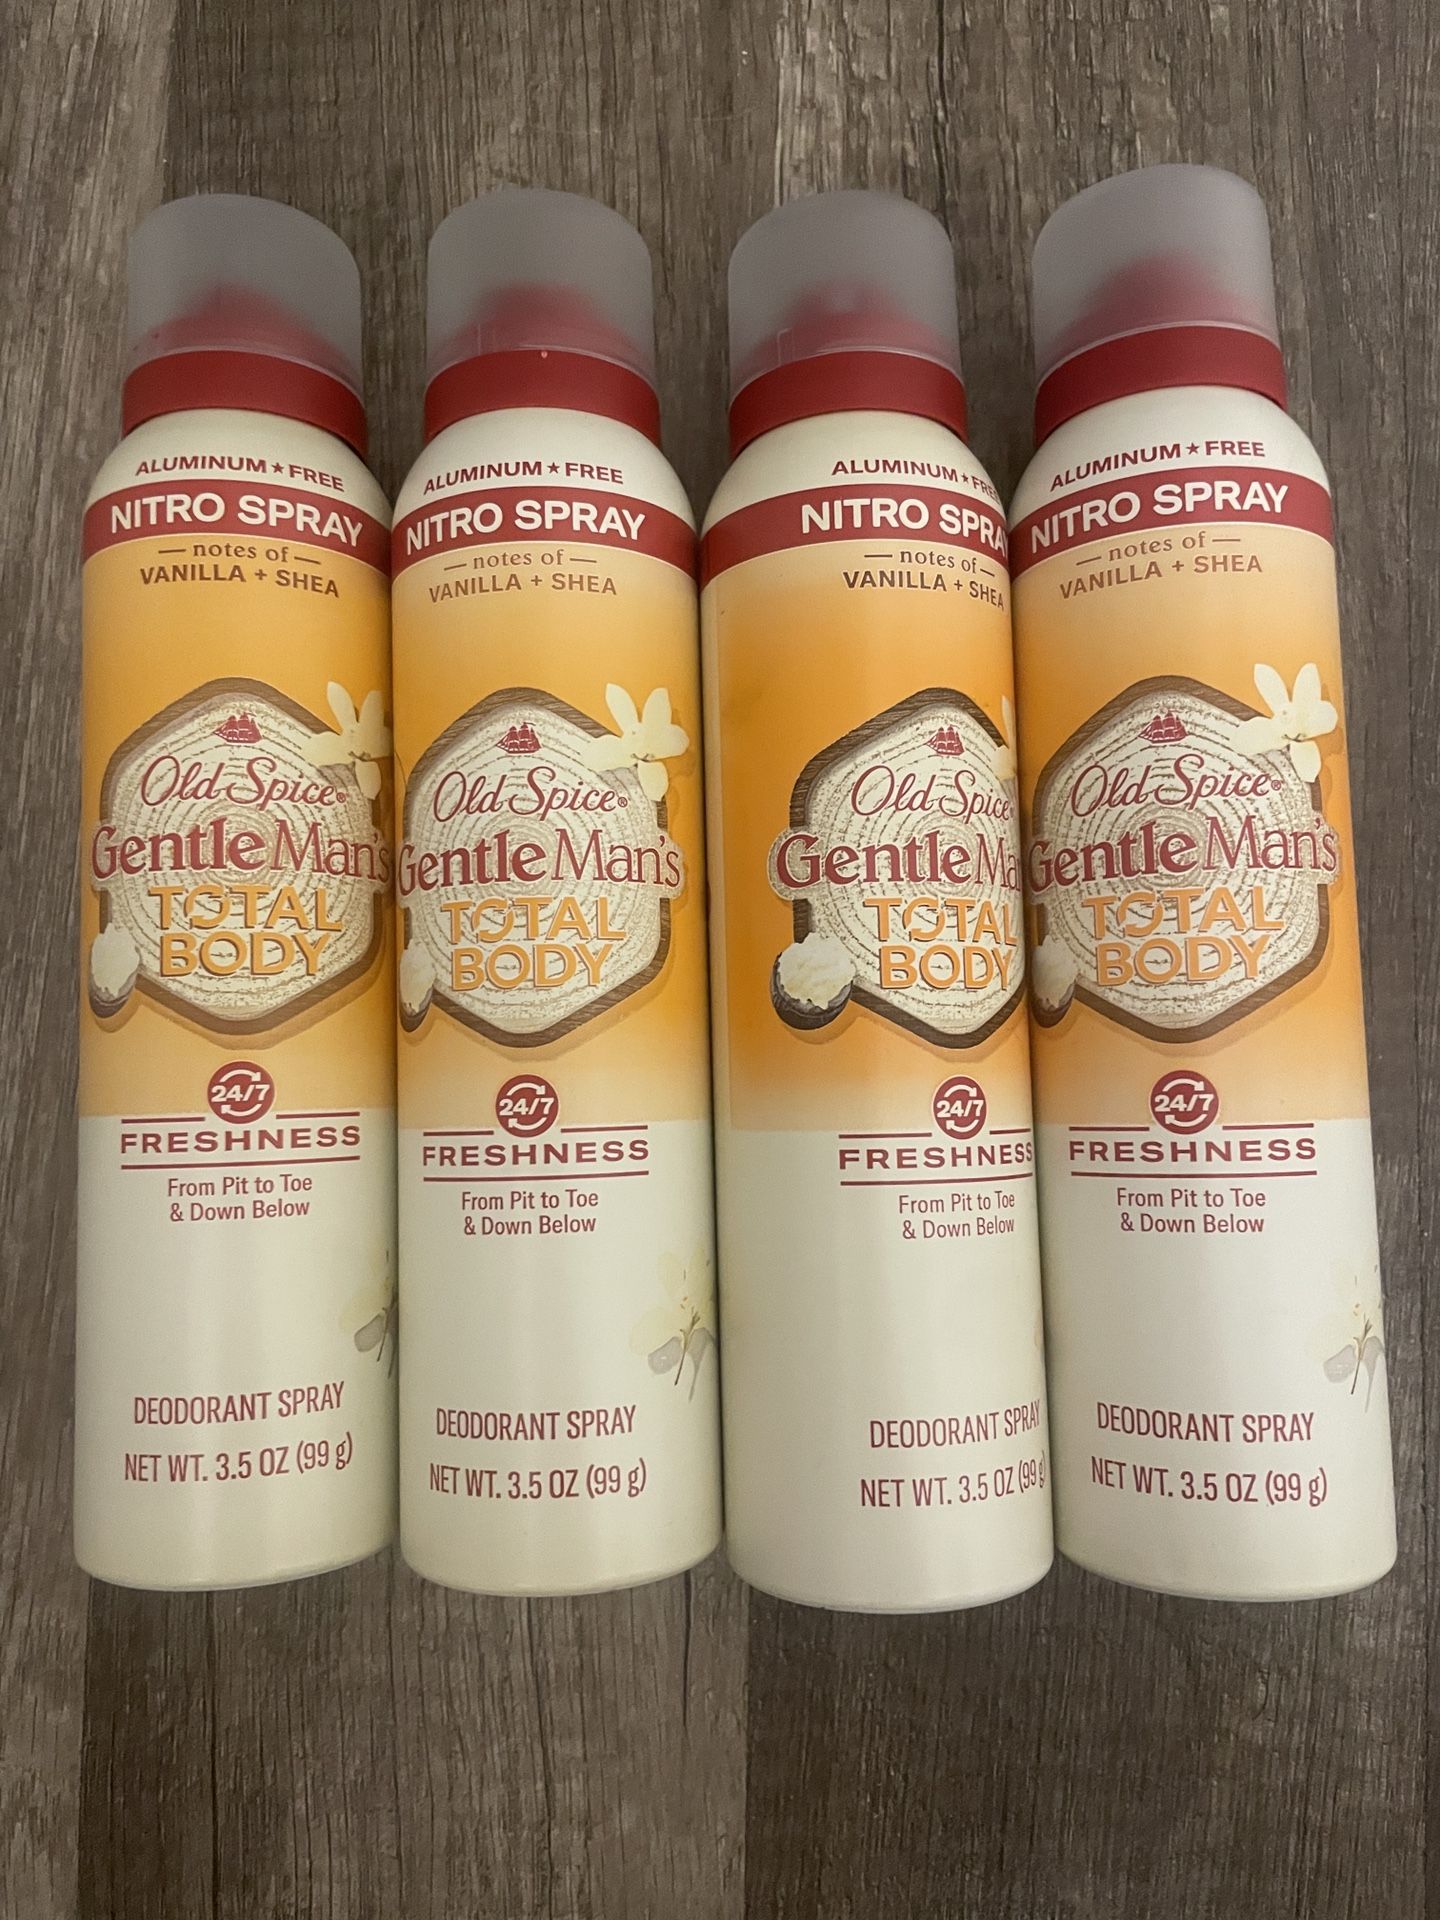 ALUMINUM★FREE
NITRO SPRAY
notes of
VANILLA + SHEA
Old Spice®
GentleMan's
TOTAL
BODY
24/7
FRESHNESS
From Pit to Toe
& Down Below
DEODORANT SPRAY
NET WT. 3.5 OZ (99 g)
ALUMINUM★FREE
NITRO SPRAY
notes of
VANILLA + SHEA
Old Spice®
GentleMan's
TOTAL
BODY
24/7
FRESHNESS
From Pit to Toe
& Down Below
DEODORANT SPRAY
NET WT. 3.5 OZ (99 g)
ALUMINUM★FRE
NITRO SPRA
notes of
VANILLA + SHEA
Old Spice
GentleMa
TOTAL
BODY
24/7
FRESHNESS
From Pit to Toe
& Down Below
DEODORANT SPRAY
NET WT. 3.5 OZ (99 g
ALUMINUM★FREE
NITRO SPRAY
notes of
VANILLA + SHEA
Old Spice®
GentleMan's
TOTAL
BODY
24/7
FRESHNESS
From Pit to Toe
& Down Below
DEODORANT SPRAY
NET WT. 3.5 OZ (99 g)